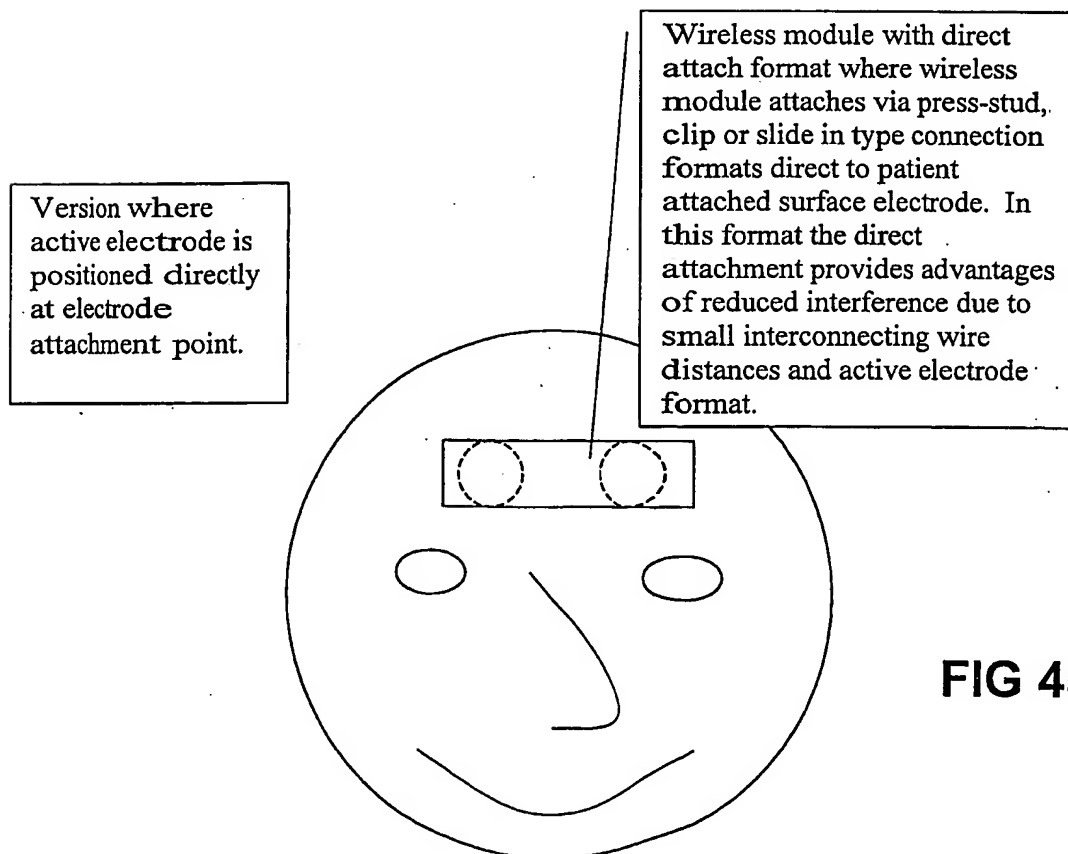 Wireless module with direct
attach format where wireless
module attaches via press-stud,
clip or slide in type connection
formats direct to patient
attached surface electrode. In
this format the direct
attachment provides advantages
of reduced interference due to
small interconnecting wire
distances and active electrode
format.
Version where
active electrode is
positioned directly
at electrode
attachment point.
FIG 4